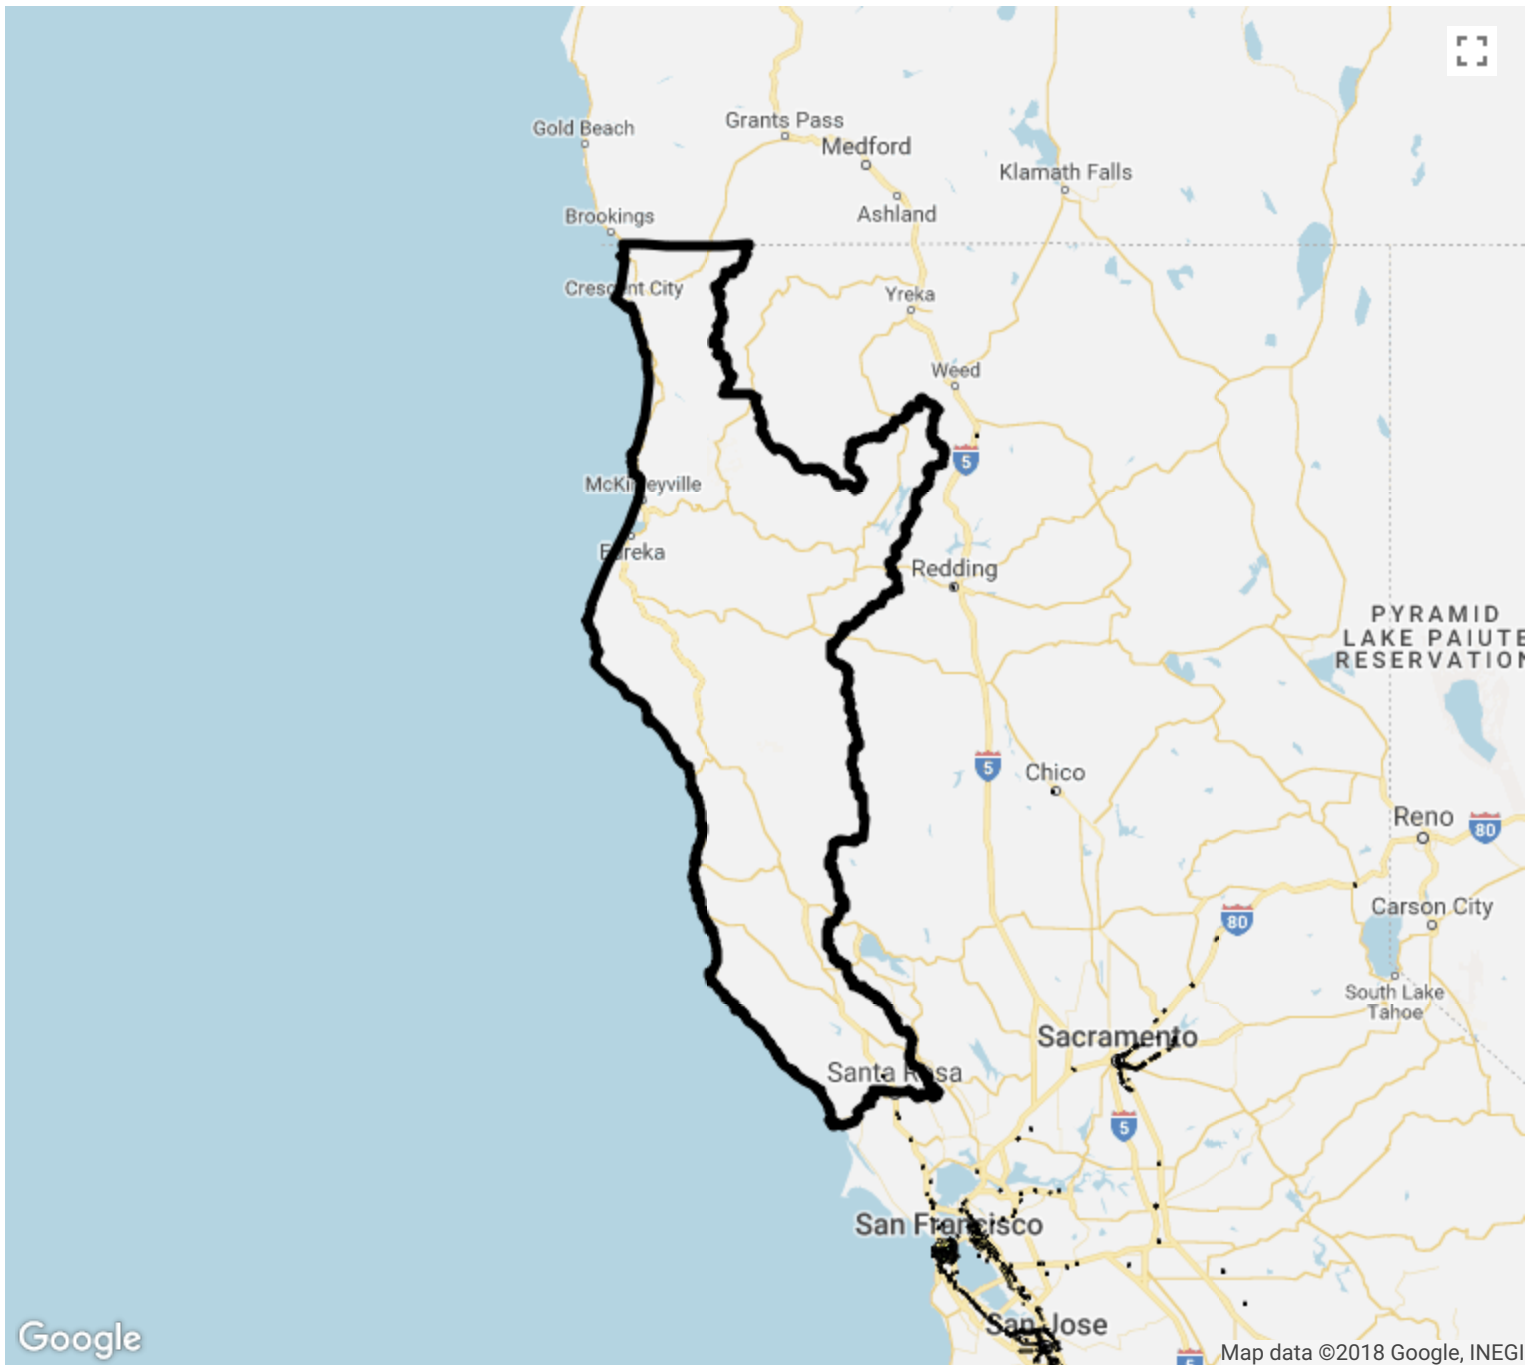 Gold Beach
Grants Pass
Medford
Klamath Falls
Ashland
Brookings
Crescent City
Yreka
Weed
5
McKinleyville
Eureka
Redding
PYRAMID
LAKE PAIUTE
RESERVATION
5
Chico
Reno
80
Carson City
80
South Lake
Tahoe
Sacramento
Santa Rosa
5
San Francisco
San Jose
Google
Map data ©2018 Google, INEGI
5